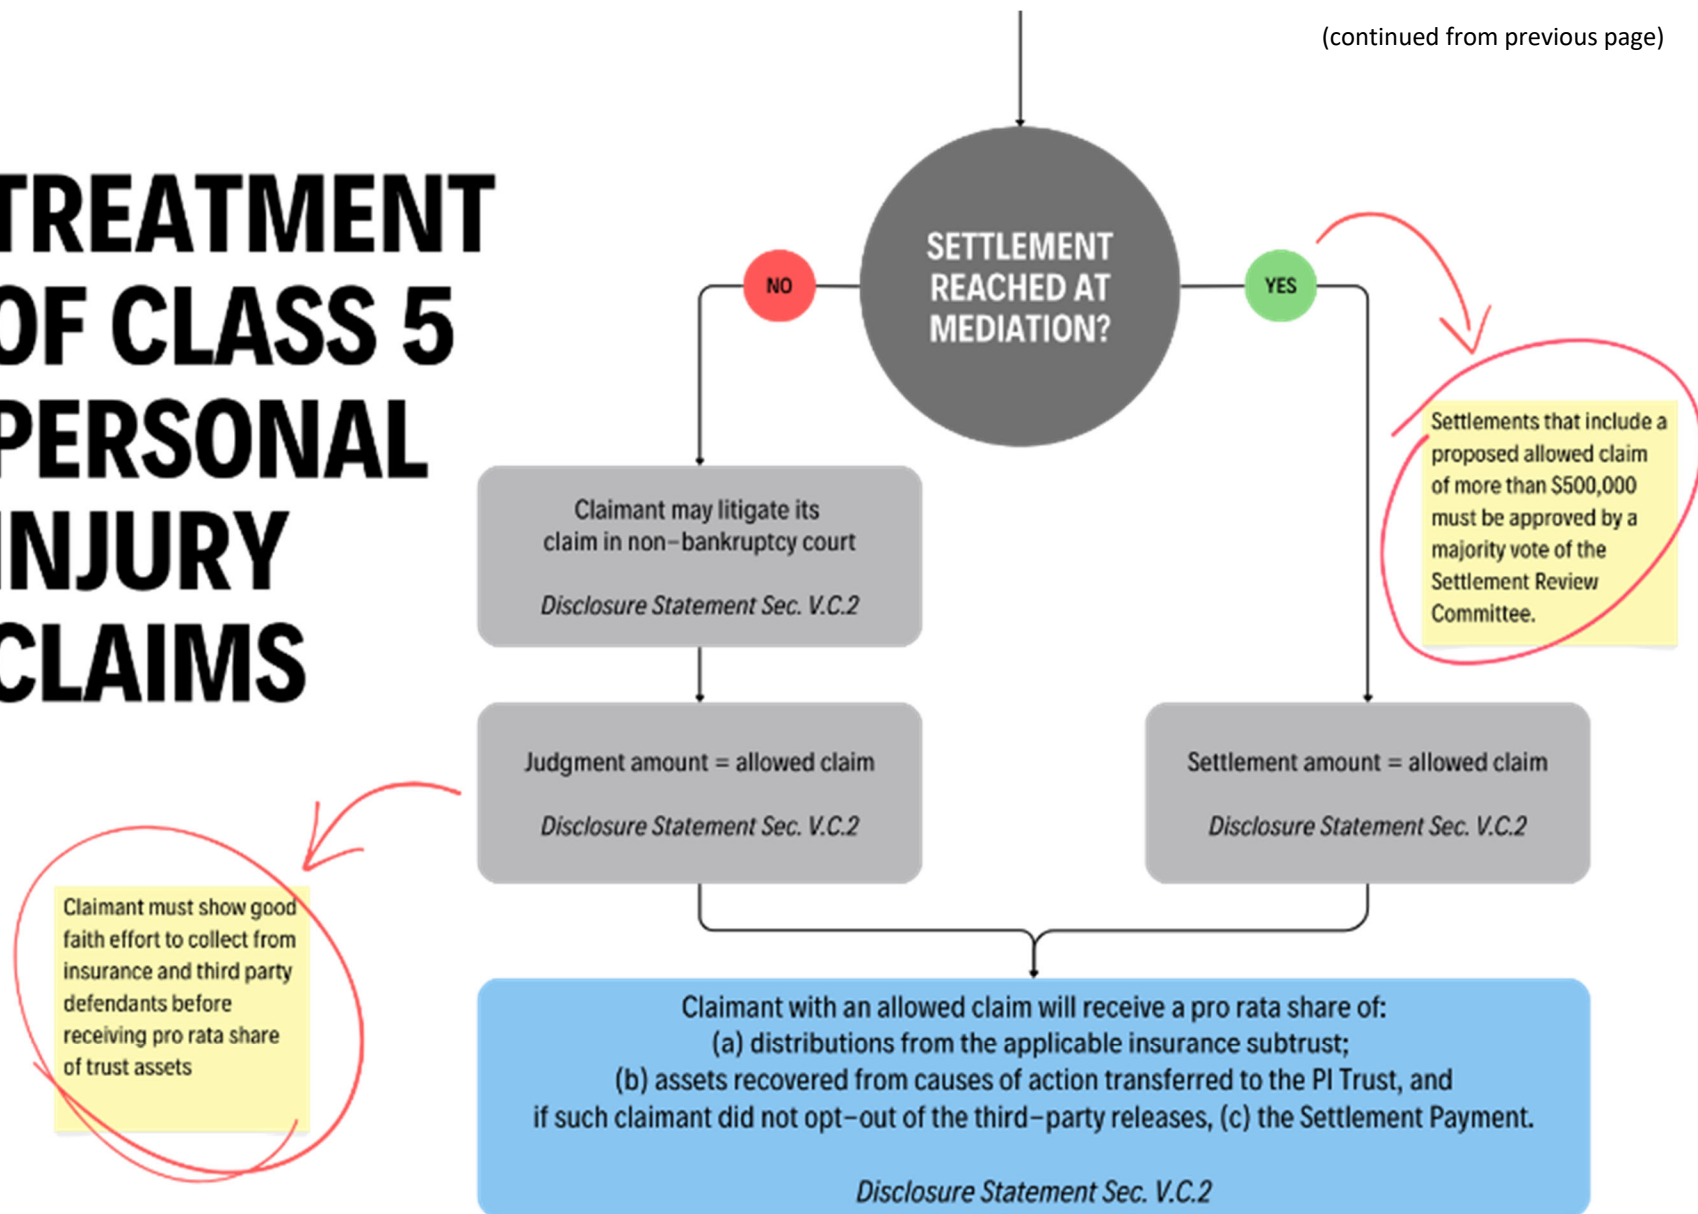 (continued from previous page)
TREATMENT
OF CLASS 5
PERSONAL
INJURY
CLAIMS
SETTLEMENT
REACHED AT
MEDIATION?
NO
YES
Settlements that include a
proposed allowed claim
of more than $500,000
must be approved by a
majority vote of the
Settlement Review
Committee.
Claimant may litigate its
claim in non-bankruptcy court
Disclosure Statement Sec. V.C.2
Judgment amount = allowed claim
Disclosure Statement Sec. V.C.2
Settlement amount = allowed claim
Disclosure Statement Sec. V.C.2
Claimant must show good
faith effort to collect from
insurance and third party
defendants before
receiving pro rata share
of trust assets
Claimant with an allowed claim will receive a pro rata share of:
(a) distributions from the applicable insurance subtrust;
(b) assets recovered from causes of action transferred to the PI Trust, and
if such claimant did not opt-out of the third-party releases, (c) the Settlement Payment.
Disclosure Statement Sec. V.C.2